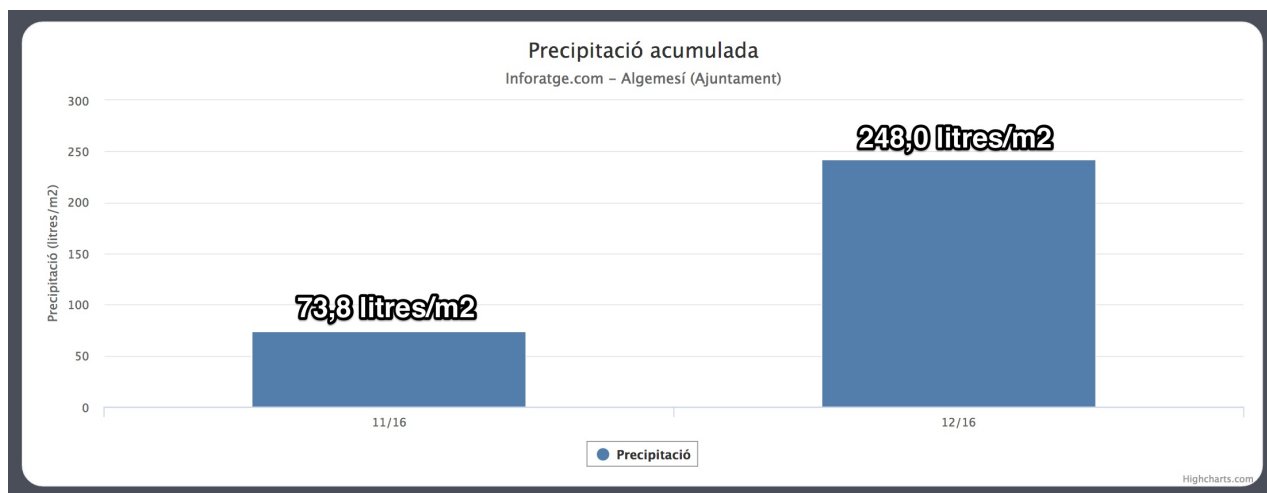 Precipitació acumulada
Inforatge.com – Algemesí (Ajuntament)
Precipitació (litres/m2)
300
250
200
150
100
50
0
73,8 litres/m2
248,0 litres/m2
11/16
12/16
Precipitació
Highcharts.com